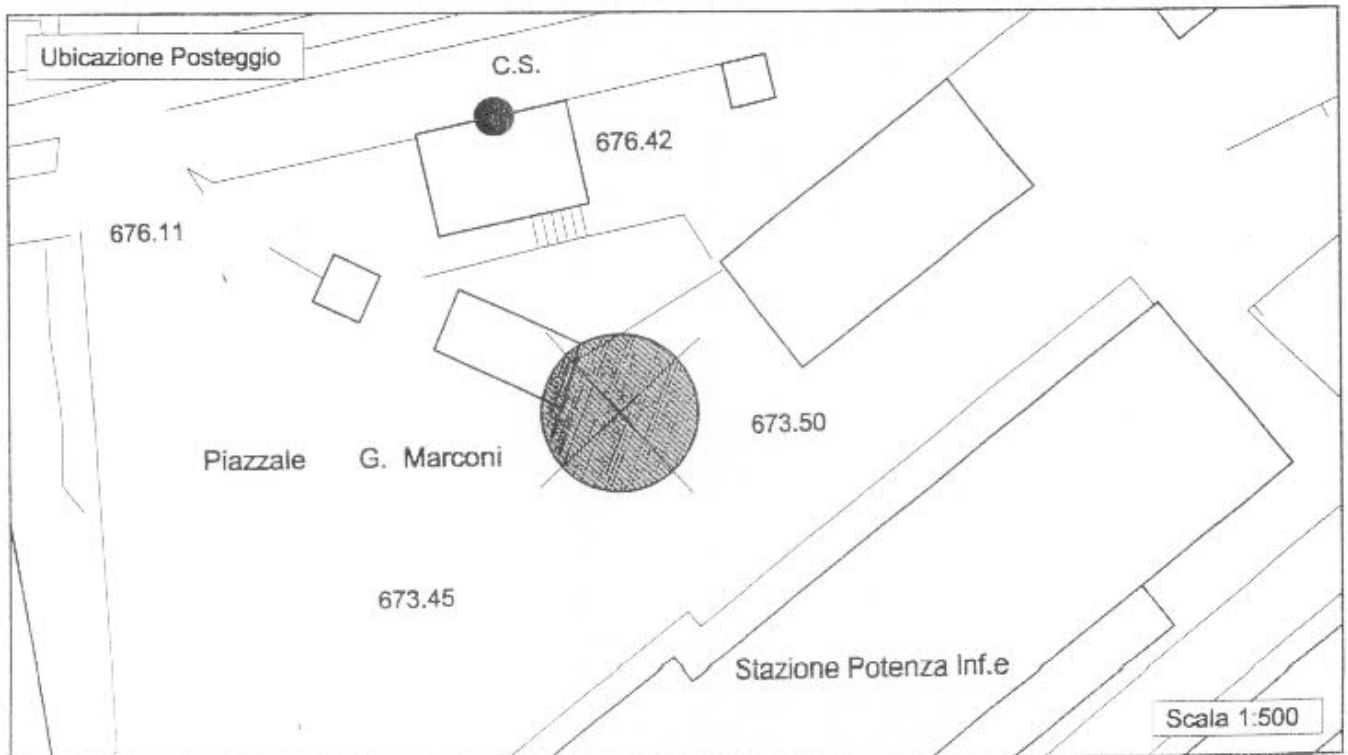 Ubicazione Posteggio
C.S.
676.42
676.11
673.50
Piazzale G. Marconi
673.45
Stazione Potenza Inf.e
Scala 1:500